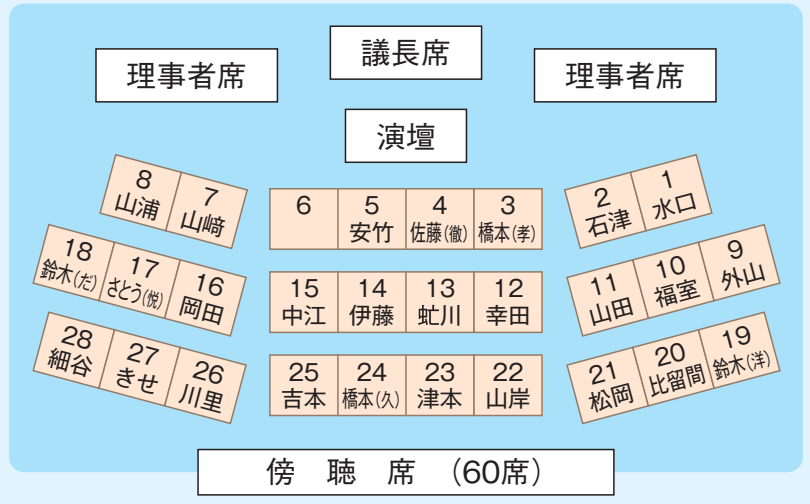 議長席
理事者席
理事者席
演壇
8
山浦
7
山﨑
6
5
安竹
4
佐藤(徹)
3
橋本(孝)
2
石津
1
水口
18
鈴木(だ)
17
さとう(悦)
16
岡田
15
中江
14
伊藤
13
虻川
12
幸田
11
山田
10
福室
9
外山
28
細谷
27
きせ
26
川里
25
吉本
24
橋本(久)
23
津本
22
山岸
21
松岡
20
比留間
19
鈴木(洋)
傍 聴 席 (60席)